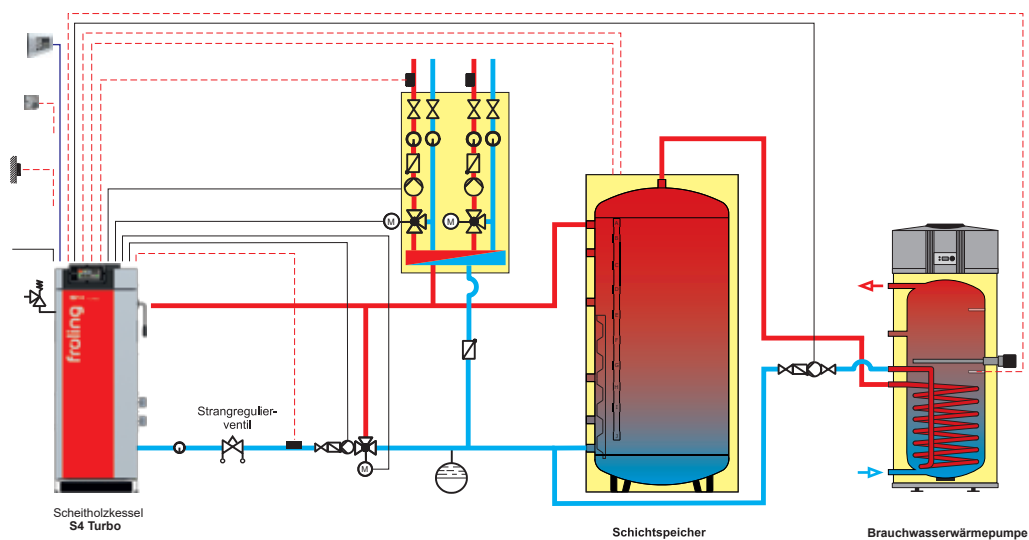 M
M
froling
Strangregulier-
ventil
M
Scheitholzkessel
S4 Turbo
Schichtspeicher
Brauchwasserwärmepumpe